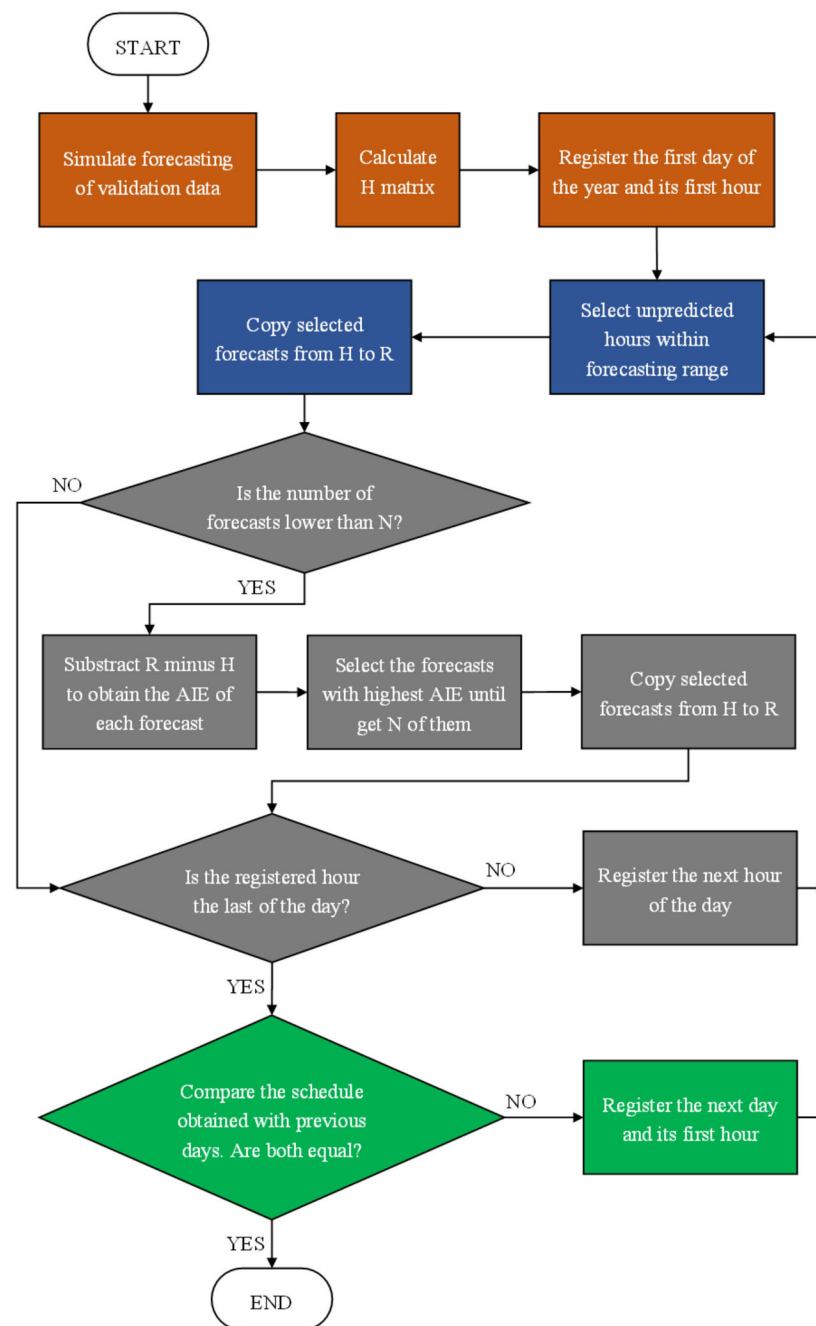 START
Simulate forecasting
of validation data
Calculate
H matrix
Register the first day of
the year and its first hour
Select unpredicted
hours within
forecasting range
Copy selected
forecasts from H to R
Is the number of
forecasts lower than N?
NO
YES
Substract R minus H
to obtain the AIE of
each forecast
Select the forecasts
with highest AIE until
get N of them
Copy selected
forecasts from H to R
Is the registered hour
the last of the day?
NO
Register the next hour
of the day
YES
Compare the schedule
obtained with previous
days. Are both equal?
NO
Register the next day
and its first hour
YES
END